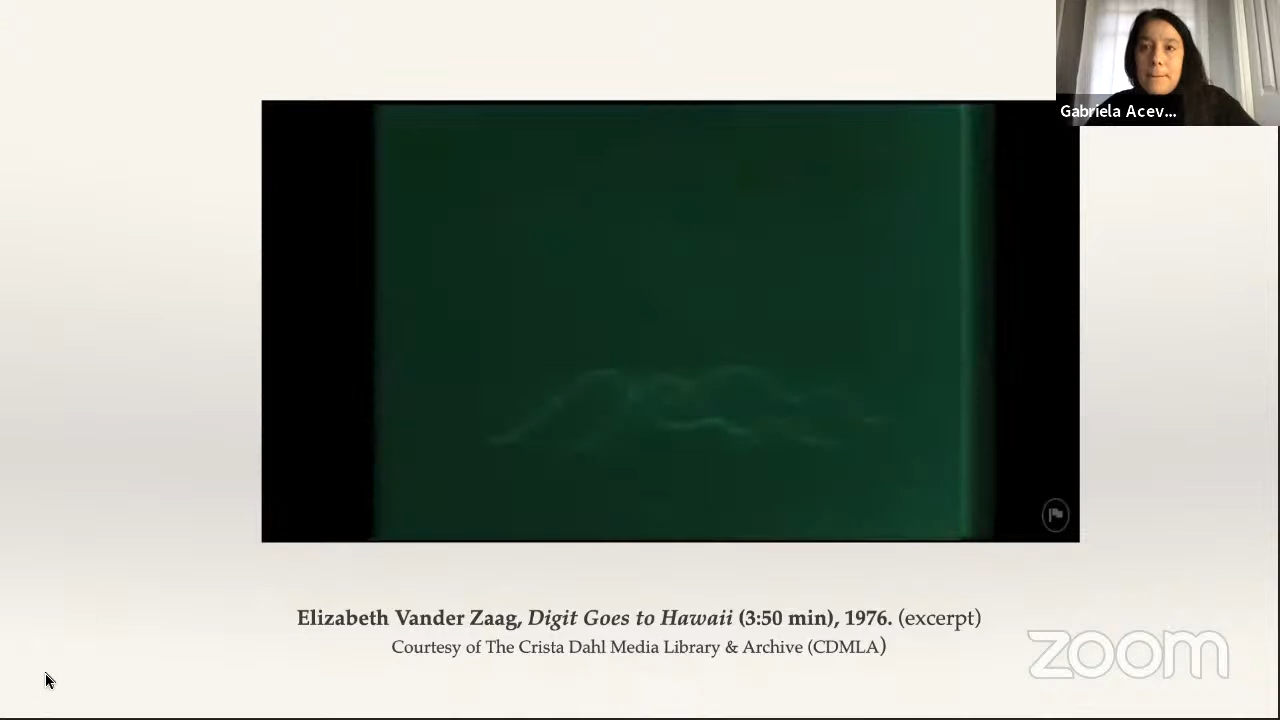 Gabriela Acev...
Elizabeth Vander Zaag, Digit Goes to Hawaii (3:50 min), 1976. (excerpt)
Courtesy of The Crista Dahl Media Library & Archive (CDMLA)
zoom